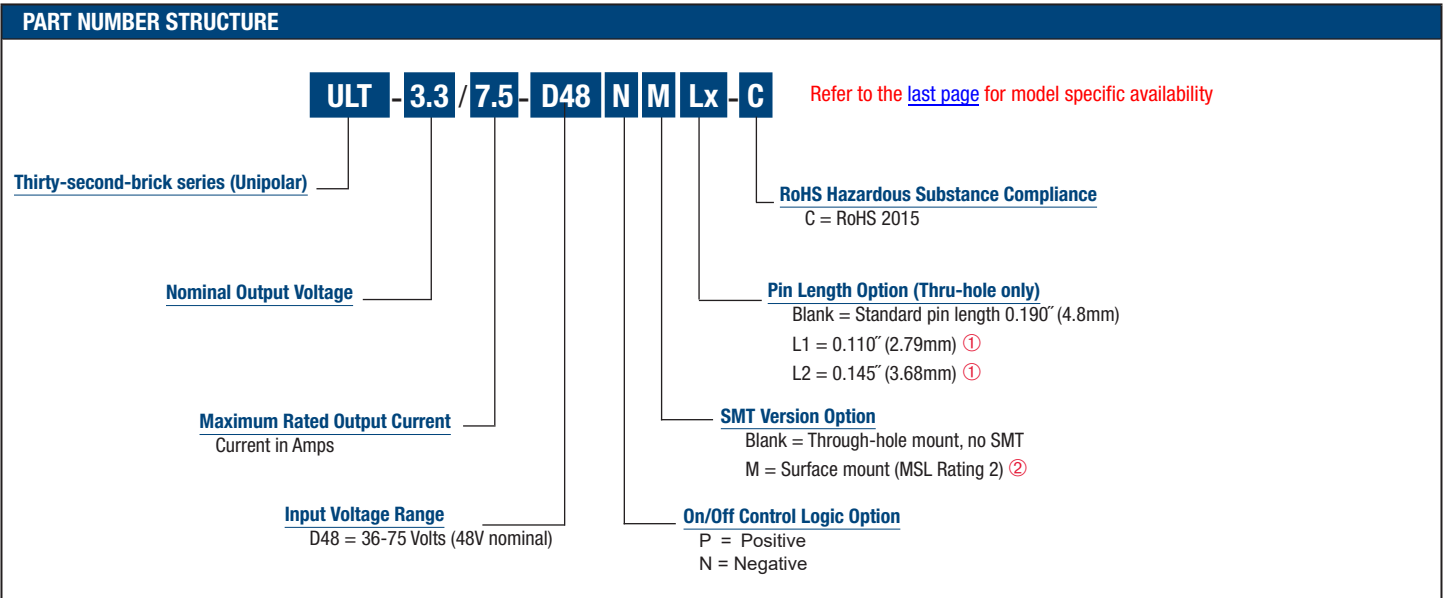 PART NUMBER STRUCTURE
ULT - 3.3 / 7.5 - D48 N M Lx - C
Refer to the last page for model specific availability
Thirty-second-brick series (Unipolar)
RoHS Hazardous Substance Compliance
C = RoHS 2015
Nominal Output Voltage
Pin Length Option (Thru-hole only)
Blank = Standard pin length 0.190˝ (4.8mm)
L1 = 0.110˝ (2.79mm) ①
L2 = 0.145˝ (3.68mm) ①
Maximum Rated Output Current
Current in Amps
SMT Version Option
Blank = Through-hole mount, no SMT
M = Surface mount (MSL Rating 2) ②
Input Voltage Range
D48 = 36-75 Volts (48V nominal)
On/Off Control Logic Option
P = Positive
N = Negative